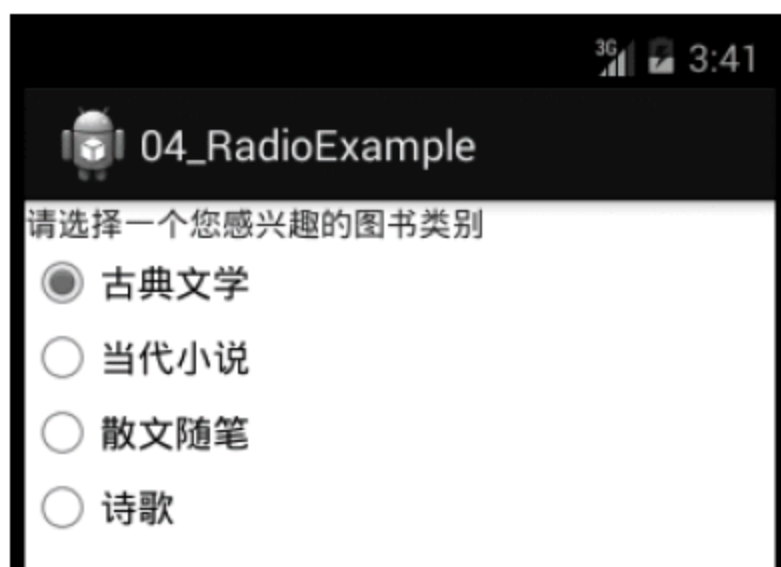 3G 3:41
04_RadioExample
请选择一个您感兴趣的图书类别
古典文学
当代小说
散文随笔
诗歌